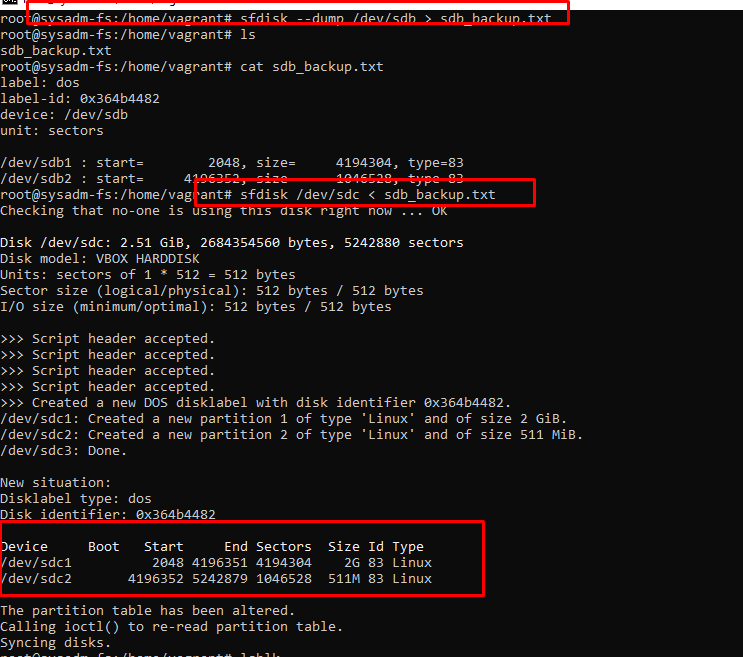 root@sysadm-fs:/home/vagrant# sfdisk --dump /dev/sdb > sdb_backup.txt
root@sysadm-fs:/home/vagrant# ls
sdb_backup.txt
root@sysadm-fs:/home/vagrant# cat sdb_backup.txt
label: dos
label-id: 0x364b4482
device: /dev/sdb
unit: sectors
/dev/sdb1 : start=        2048, size=     4194304, type=83
/dev/sdb2 : start=     4196352, size=     1046528, type=83
root@sysadm-fs:/home/vagrant# sfdisk /dev/sdc < sdb_backup.txt
Checking that no-one is using this disk right now ... OK
Disk /dev/sdc: 2.51 GiB, 2684354560 bytes, 5242880 sectors
Disk model: VBOX HARDDISK
Units: sectors of 1 * 512 = 512 bytes
Sector size (logical/physical): 512 bytes / 512 bytes
I/O size (minimum/optimal): 512 bytes / 512 bytes
>>> Script header accepted.
>>> Script header accepted.
>>> Script header accepted.
>>> Script header accepted.
>>> Created a new DOS disklabel with disk identifier 0x364b4482.
/dev/sdc1: Created a new partition 1 of type 'Linux' and of size 2 GiB.
/dev/sdc2: Created a new partition 2 of type 'Linux' and of size 511 MiB.
/dev/sdc3: Done.
New situation:
Disklabel type: dos
Disk identifier: 0x364b4482
Device     Boot   Start     End Sectors  Size Id Type
/dev/sdc1          2048 4196351 4194304    2G 83 Linux
/dev/sdc2       4196352 5242879 1046528  511M 83 Linux
The partition table has been altered.
Calling ioctl() to re-read partition table.
Syncing disks.
root@sysadm-fs:/home/vagrant# lsblk